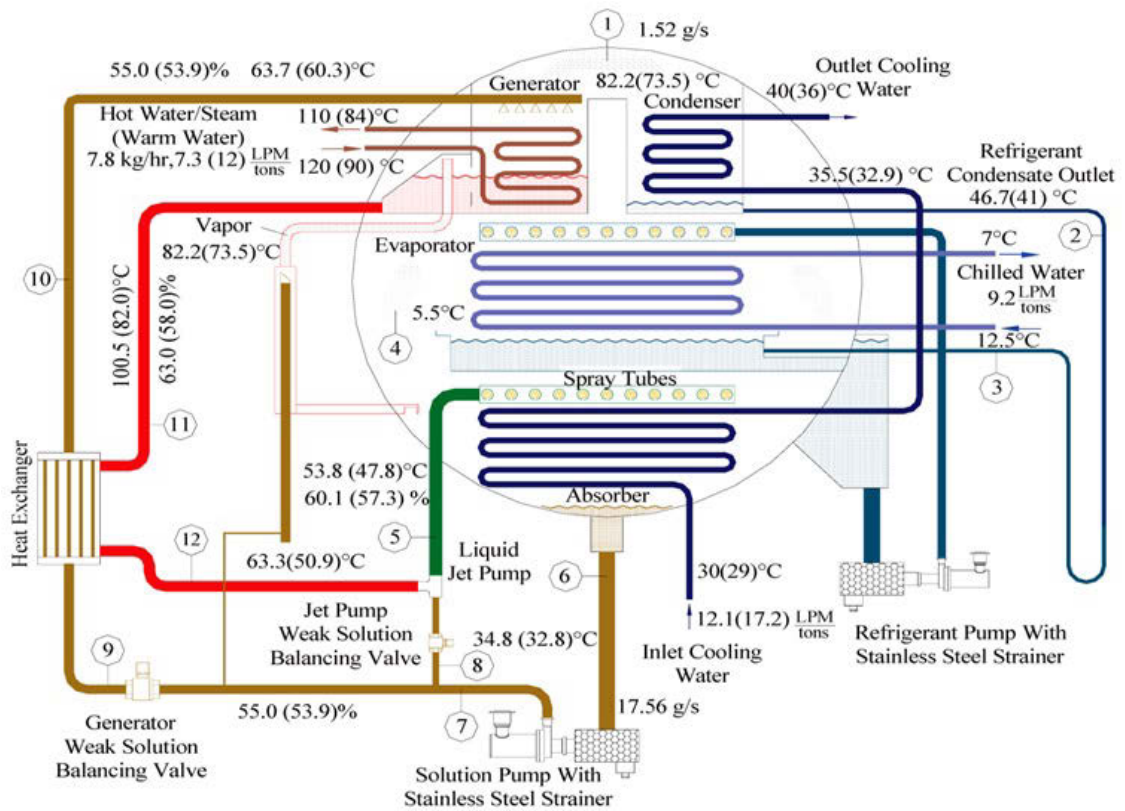 1
1.52 g/s
55.0 (53.9)%
63.7 (60.3)°C
Generator
82.2(73.5) °C
Condenser
Outlet Cooling
Water
40(36)°C
Hot Water/Steam
(Warm Water)
7.8 kg/hr,7.3 (12) LPM/tons
110 (84)°C
120 (90) °C
35.5(32.9) °C
Refrigerant
Condensate Outlet
46.7(41) °C
2
Vapor
82.2(73.5)°C
Evaporator
7°C
Chilled Water
9.2 LPM/tons
12.5°C
10
100.5 (82.0)°C
63.0 (58.0)%
5.5°C
4
3
Spray Tubes
11
Heat Exchanger
53.8 (47.8)°C
60.1 (57.3) %
Absorber
12
63.3(50.9)°C
5
Liquid
Jet Pump
6
30(29)°C
12.1(17.2) LPM/tons
Inlet Cooling
Water
Refrigerant Pump With
Stainless Steel Strainer
Jet Pump
Weak Solution
Balancing Valve
34.8 (32.8)°C
8
9
55.0 (53.9)%
7
17.56 g/s
Generator
Weak Solution
Balancing Valve
Solution Pump With
Stainless Steel Strainer